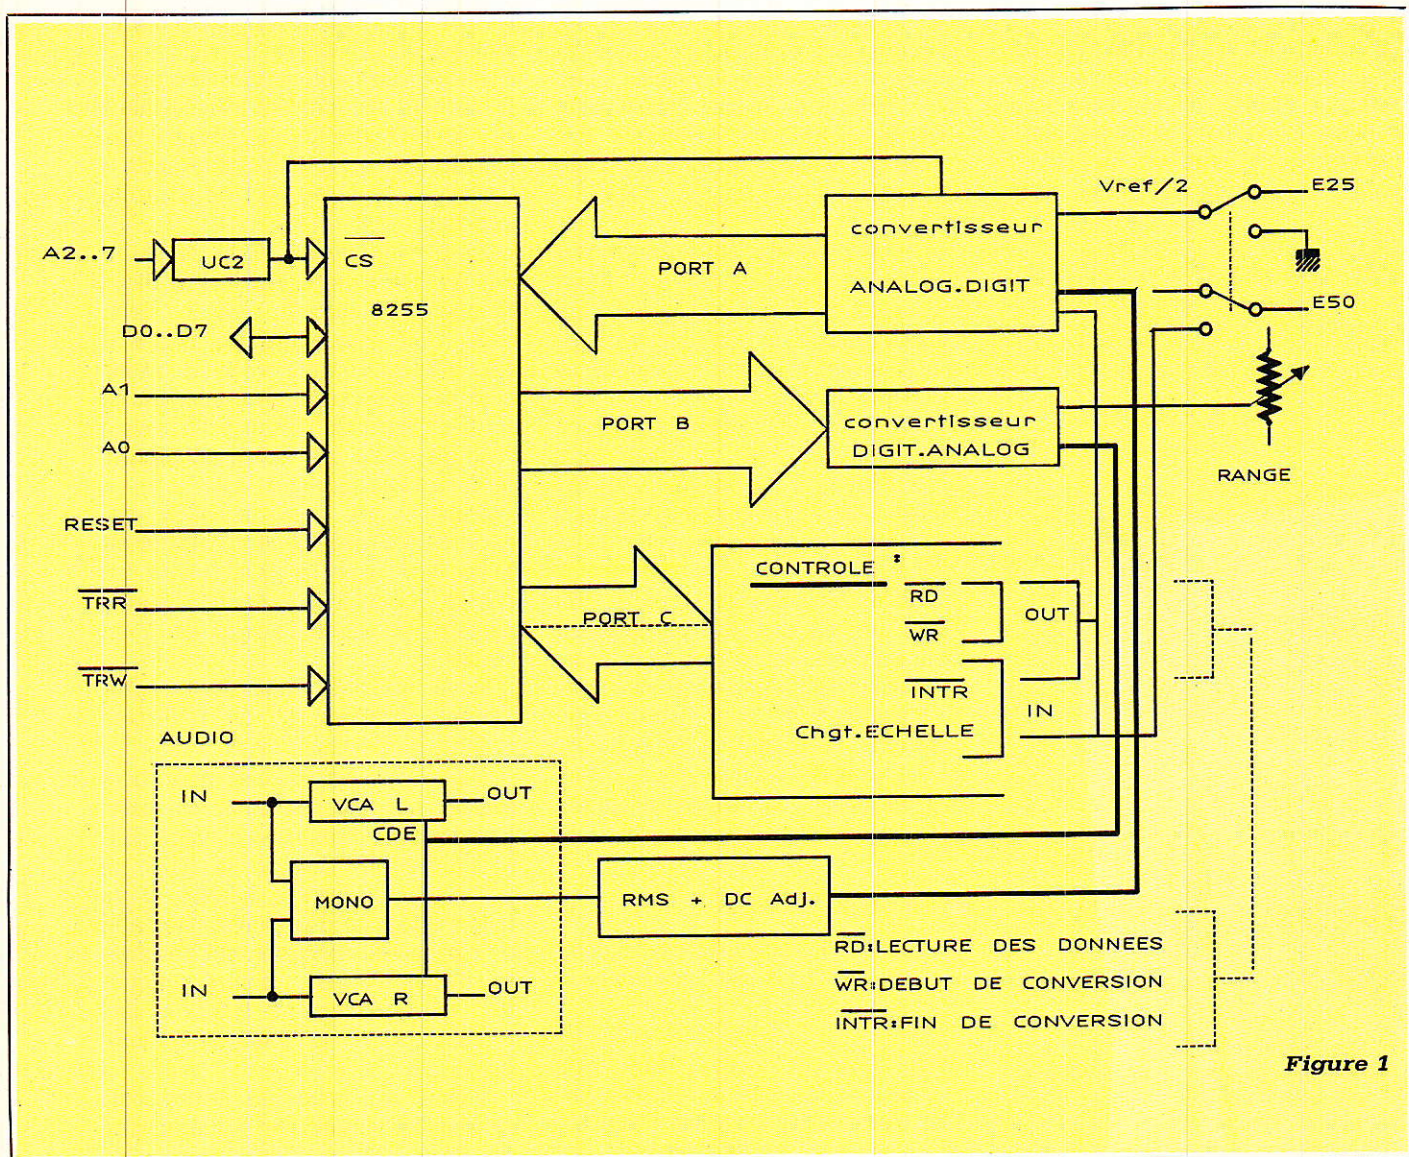 Vref/2
E25
convertisseur
A2..7
UC2
CS
PORT A
ANALOG.DIGIT
8255
E50
D0..D7
A1
PORT B
convertisseur
A0
DIGIT.ANALOG
RANGE
RESET
CONTROLE :
RD
TRR
PORT C
OUT
WR
TRW
INTR
IN
Chgt.ECHELLE
AUDIO
IN
VCA L
OUT
CDE
MONO
RMS + DC Adj.
RD:LECTURE DES DONNEES
IN
VCA R
OUT
WR:DEBUT DE CONVERSION
INTR:FIN DE CONVERSION
Figure 1